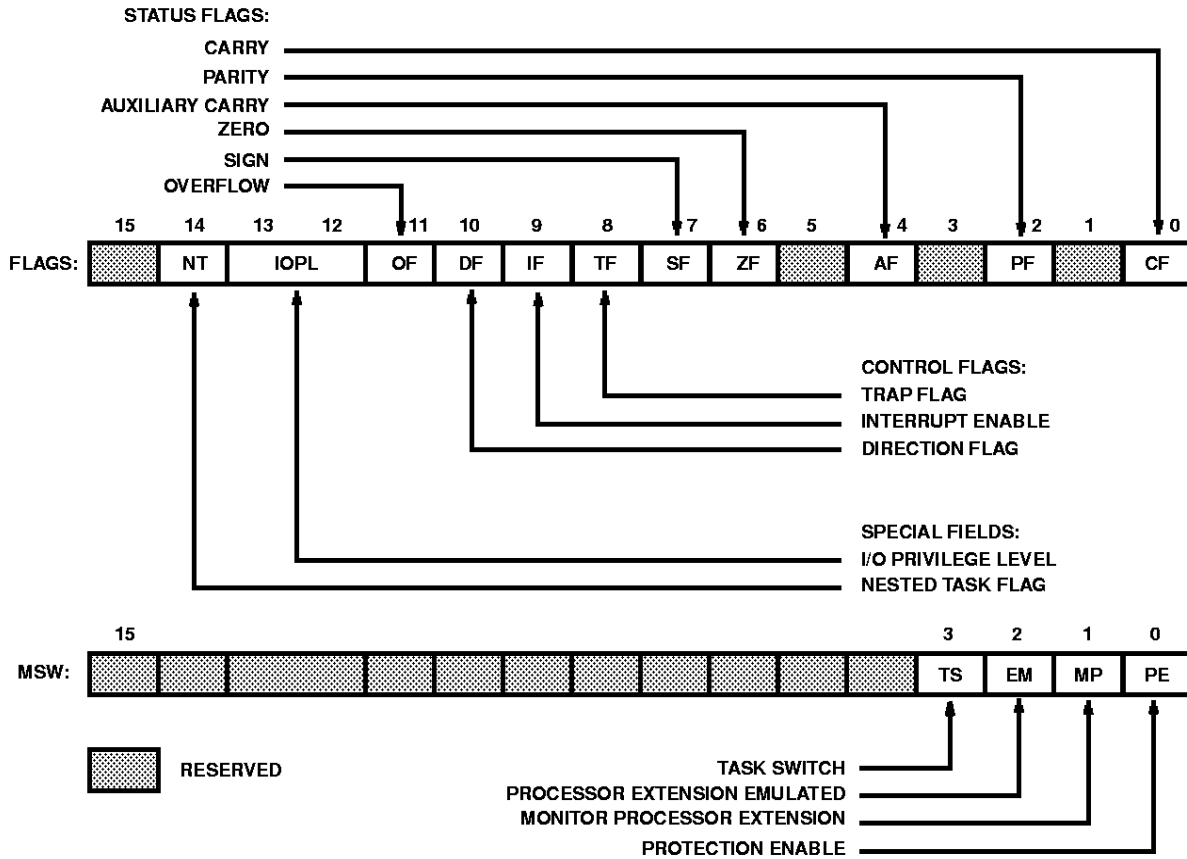 STATUS FLAGS:
CARRY
PARITY
AUXILIARY CARRY
ZERO
SIGN
OVERFLOW
15 14 13 12 11 10 9 8 7 6 5 4 3 2 1 0
FLAGS: NT IOPL OF DF IF TF SF ZF AF PF CF
CONTROL FLAGS:
TRAP FLAG
INTERRUPT ENABLE
DIRECTION FLAG
SPECIAL FIELDS:
I/O PRIVILEGE LEVEL
NESTED TASK FLAG
15 3 2 1 0
MSW: TS EM MP PE
RESERVED
TASK SWITCH
PROCESSOR EXTENSION EMULATED
MONITOR PROCESSOR EXTENSION
PROTECTION ENABLE